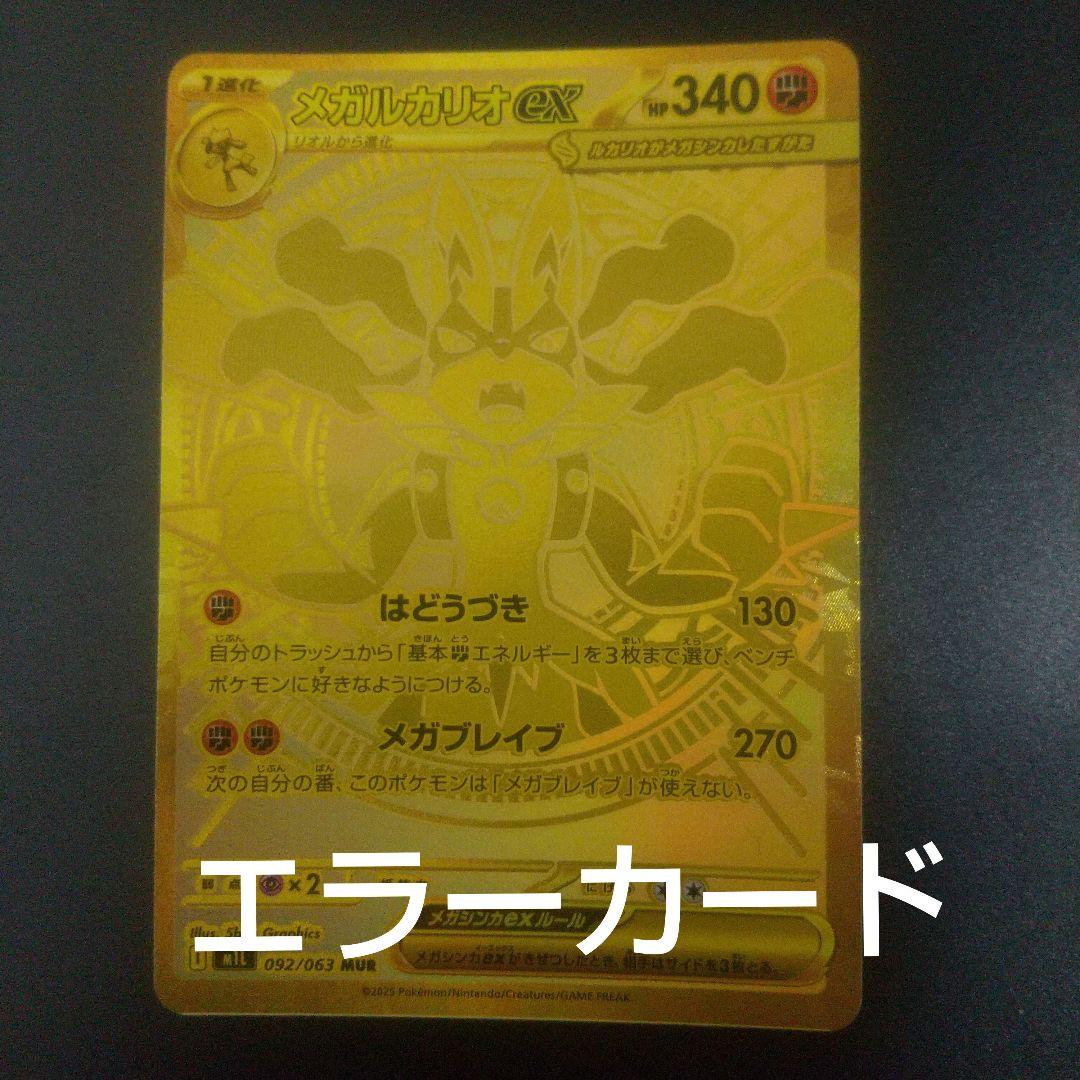 1進化
メガルカリオex
HP 340
リオルから進化
ルカリオがメガシンカしたすがた
はどうづき 130
自分のトラッシュから「基本エネルギー」を3枚まで選び、ベンチ
ポケモンに好きなようにつける。
メガブレイブ 270
次の自分の番、このポケモンは「メガブレイブ」が使えない。
エラーカード
弱点 ×2
メガシンカexルール
Illus. 5b Graphics
メガシンカexがきぜつしたとき、相手はサイドを3枚とる。
M1L 092/063 MUR
©2025 Pokémon/Nintendo/Creatures/GAME FREAK